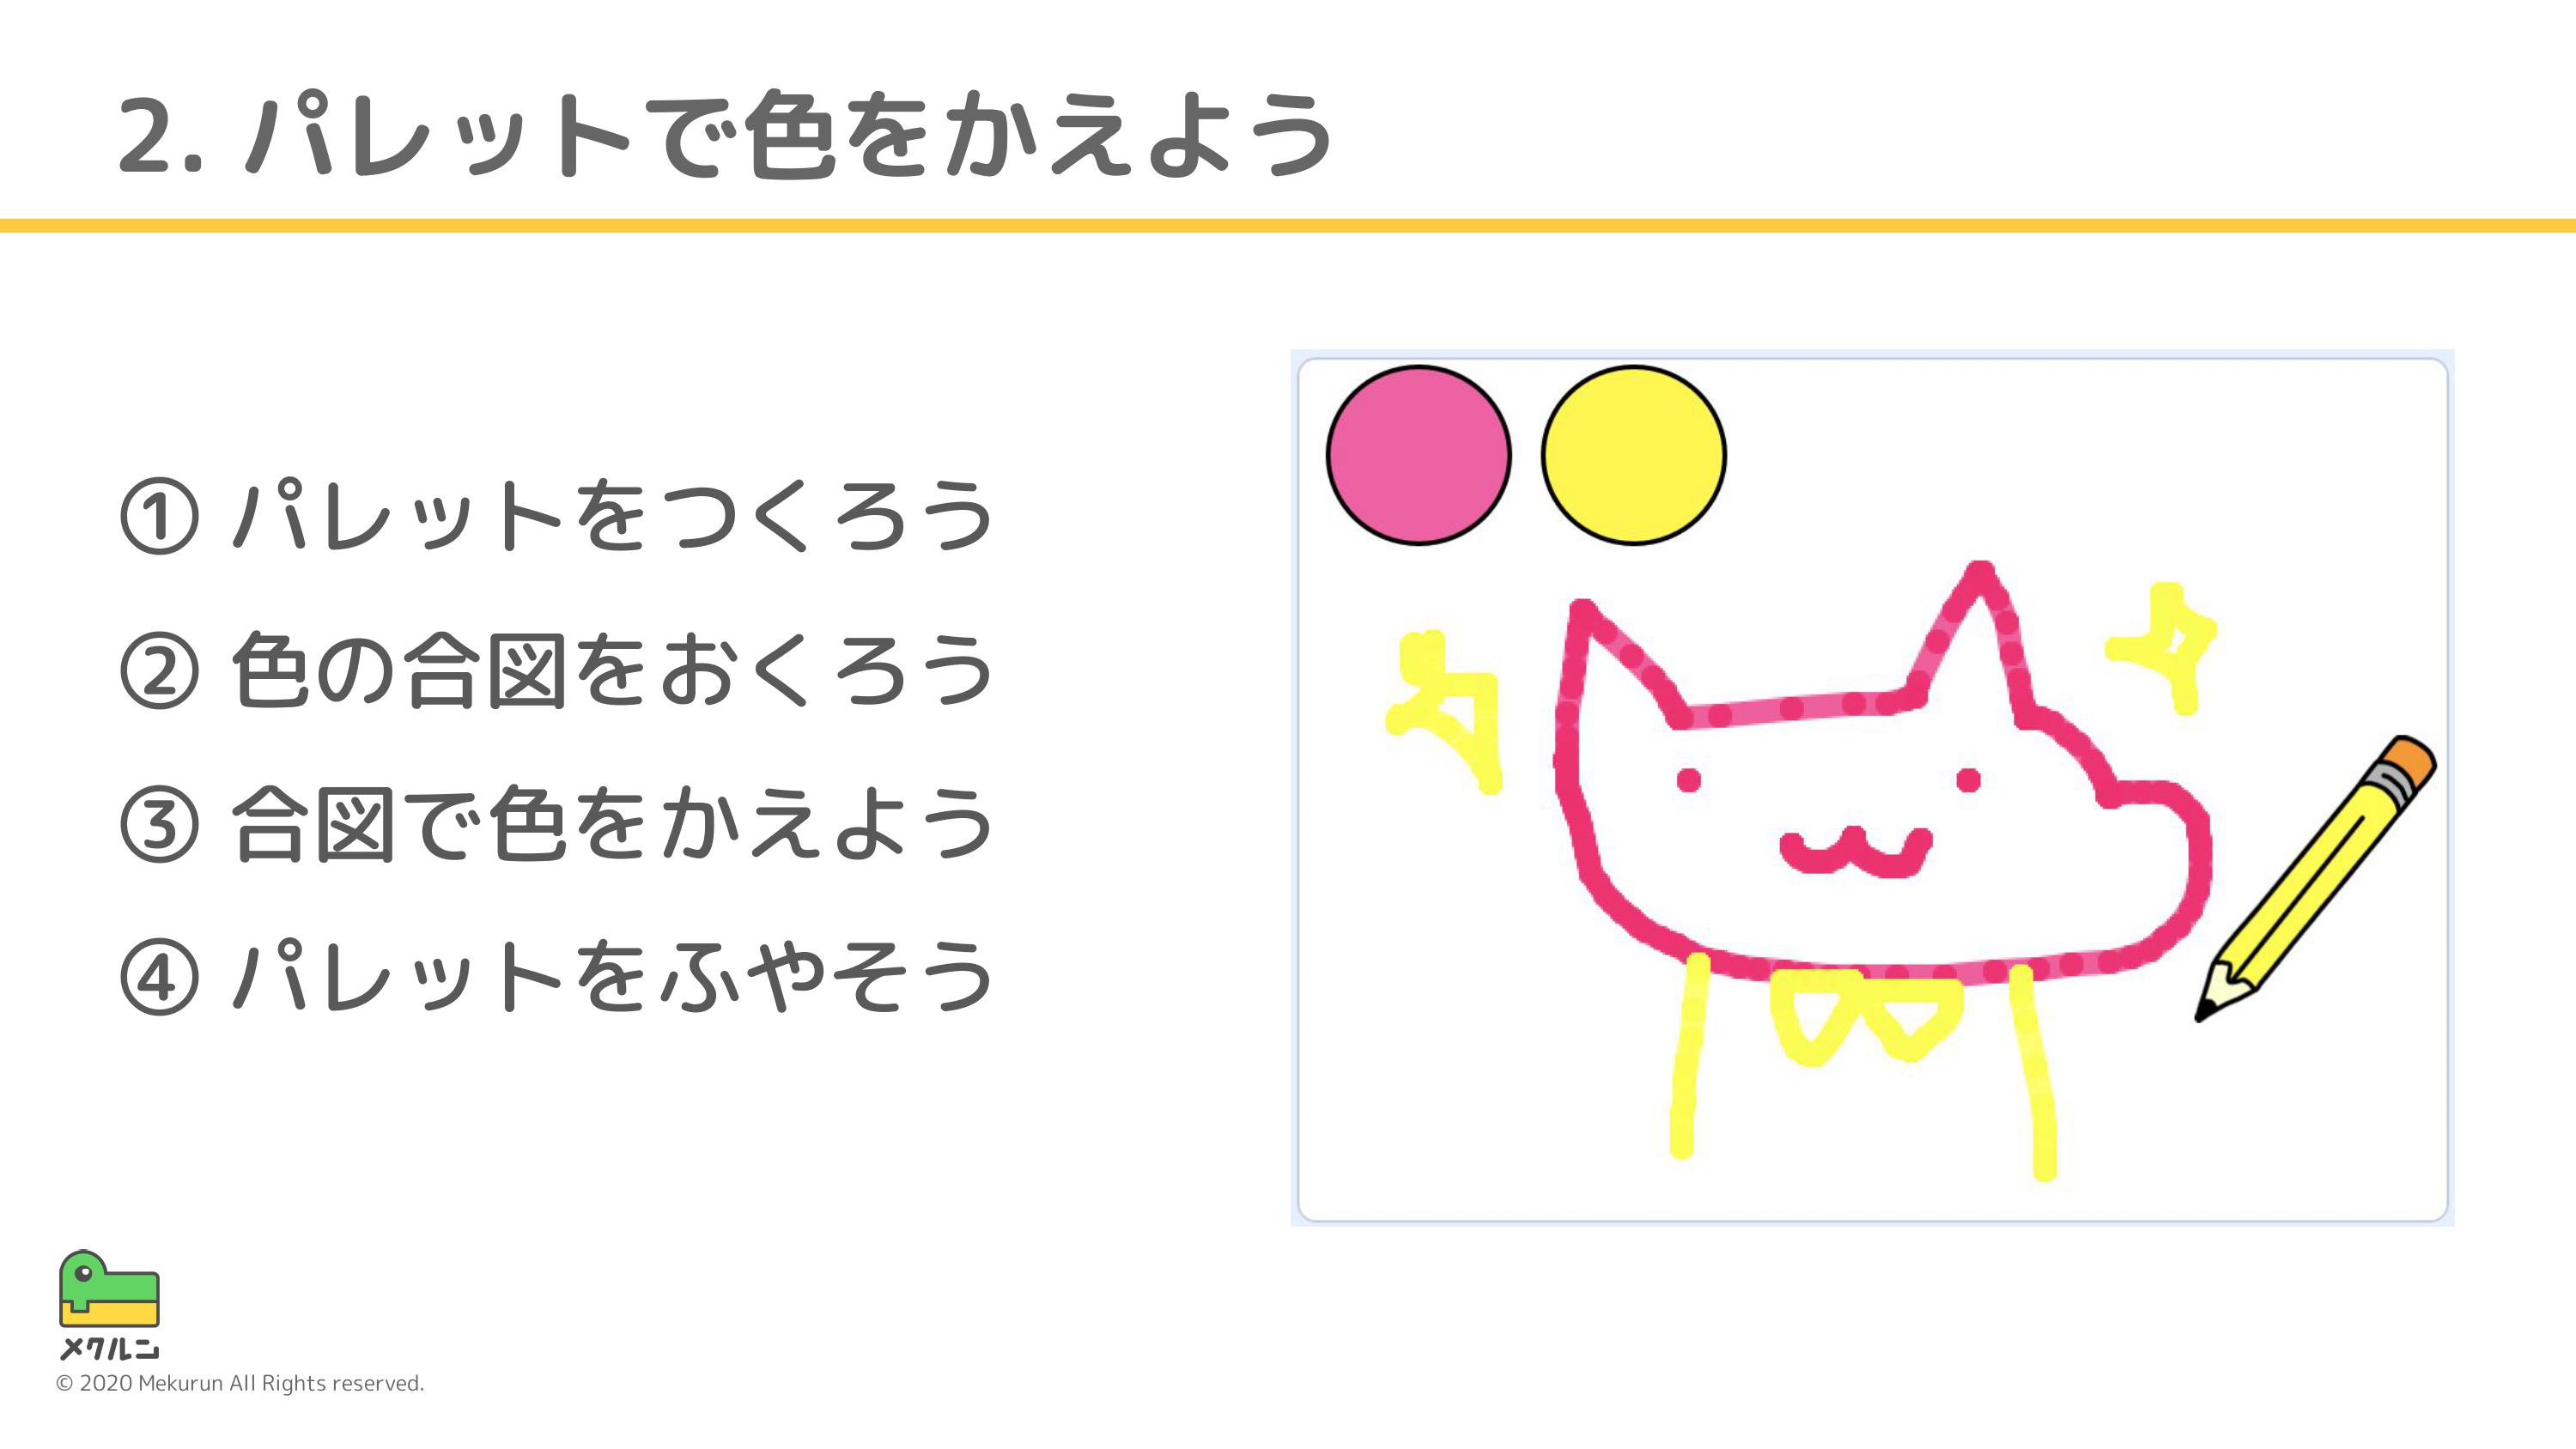 2. パレットで色をかえよう
① パレットをつくろう
② 色の合図をおくろう
③ 合図で色をかえよう
④ パレットをふやそう
メクルン
© 2020 Mekurun All Rights reserved.